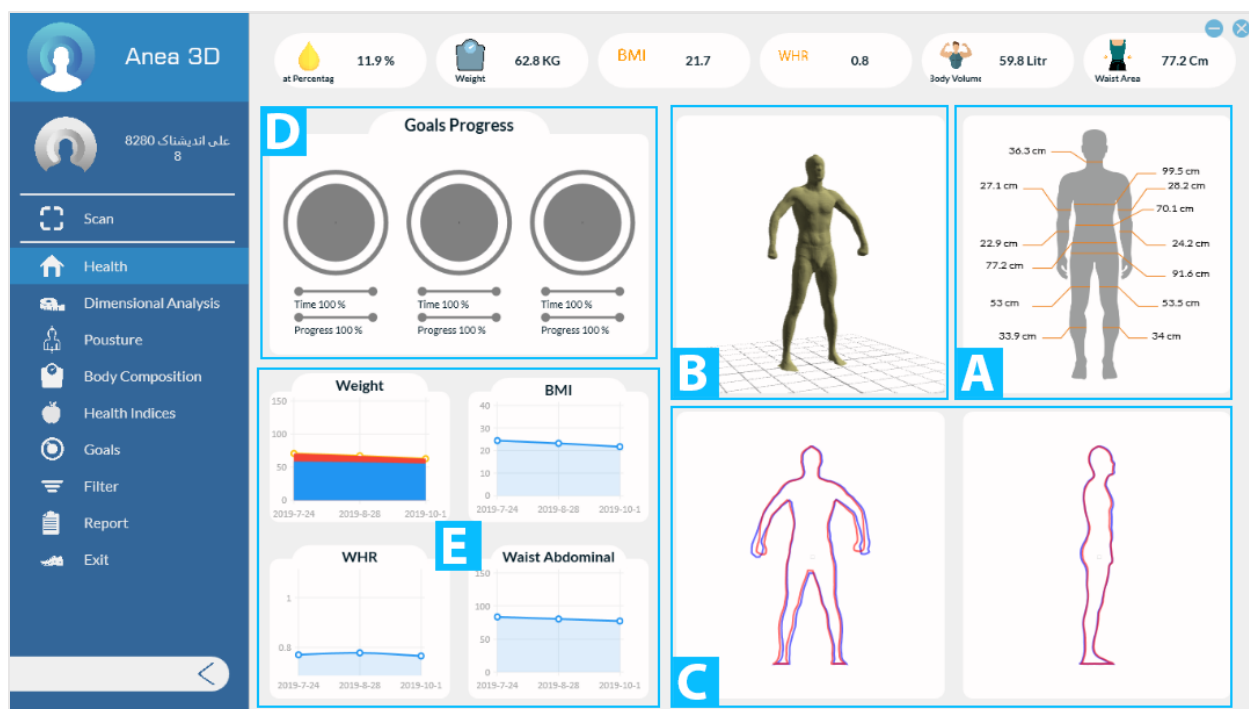 Anea 3D
علی اندیشناک 8280
8
Scan
Health
Dimensional Analysis
Pousture
Body Composition
Health Indices
Goals
Filter
Report
Exit
at Percentag
11.9 %
Weight
62.8 KG
BMI
21.7
WHR
0.8
Body Volume
59.8 Litr
Waist Area
77.2 Cm
D
Goals Progress
Time 100 %
Progress 100 %
Time 100 %
Progress 100 %
Time 100 %
Progress 100 %
B
A
36.3 cm
99.5 cm
27.1 cm
28.2 cm
70.1 cm
22.9 cm
24.2 cm
77.2 cm
91.6 cm
53 cm
53.5 cm
33.9 cm
34 cm
Weight
150
100
50
0
2019-7-24 2019-8-28 2019-10-1
BMI
40
30
20
10
0
2019-7-24 2019-8-28 2019-10-1
E
WHR
1
0.8
2019-7-24 2019-8-28 2019-10-1
Waist Abdominal
150
100
50
0
2019-7-24 2019-8-28 2019-10-1
C